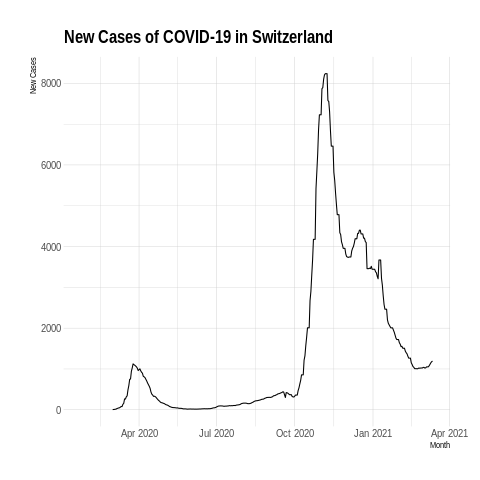 New Cases of COVID-19 in Switzerland
New Cases
8000
6000
4000
2000
0
Apr 2020 Jul 2020 Oct 2020 Jan 2021 Apr 2021
Month